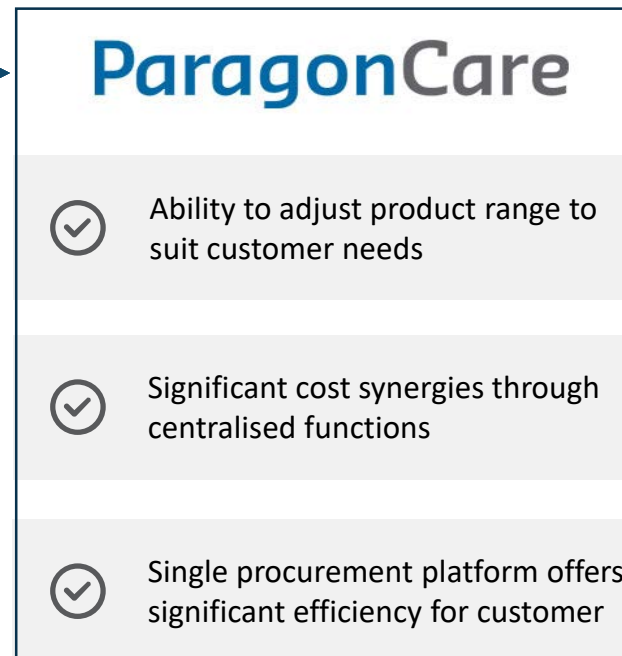 ParagonCare
Ability to adjust product range to
suit customer needs
Significant cost synergies through
centralised functions
Single procurement platform offers
significant efficiency for customer